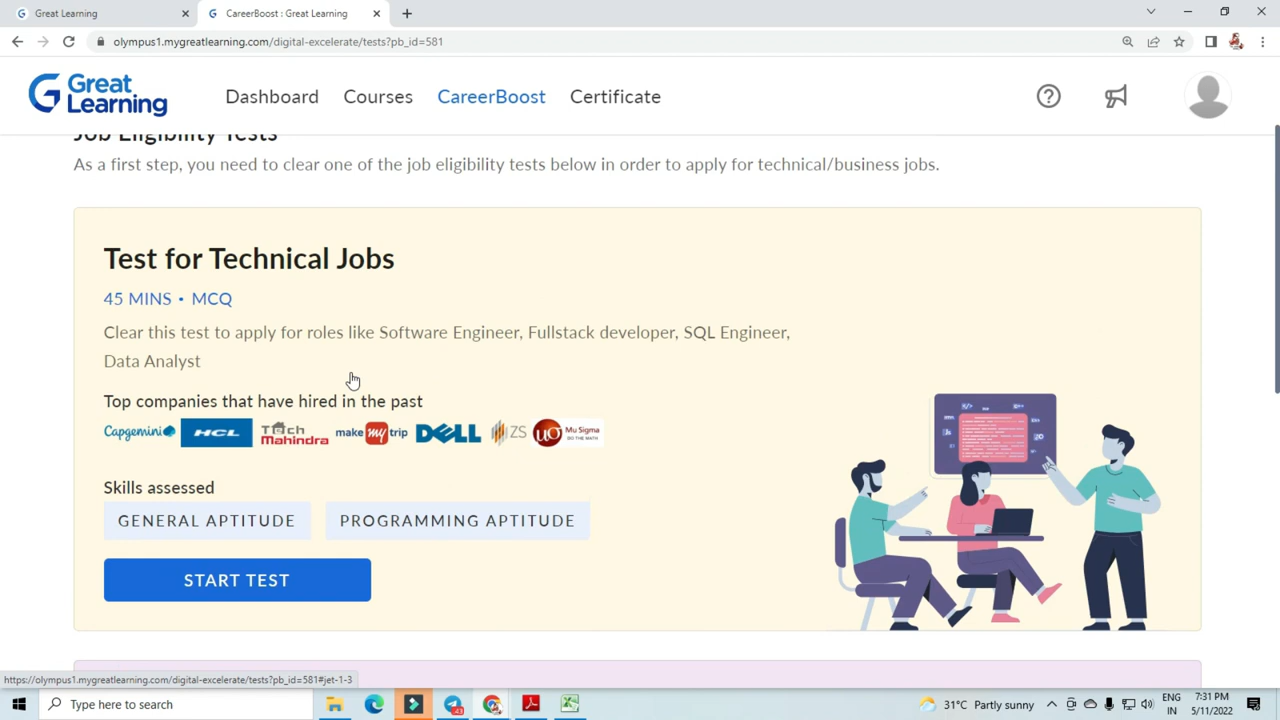 Great Learning
CareerBoost : Great Learning
olympus1.mygreatlearning.com/digital-excelerate/tests?pb_id=581
Great
Learning
Dashboard
Courses
CareerBoost
Certificate
Job Eligibility Tests
As a first step, you need to clear one of the job eligibility tests below in order to apply for technical/business jobs.
Test for Technical Jobs
45 MINS • MCQ
Clear this test to apply for roles like Software Engineer, Fullstack developer, SQL Engineer,
Data Analyst
Top companies that have hired in the past
Capgemini HCL Tech Mahindra make my trip DELL ZS Mu Sigma DO THE MATH
Skills assessed
GENERAL APTITUDE
PROGRAMMING APTITUDE
START TEST
https://olympus1.mygreatlearning.com/digital-excelerate/tests?pb_id=581#jet-1-3
Type here to search
31°C Partly sunny
ENG
IN
7:31 PM
5/11/2022